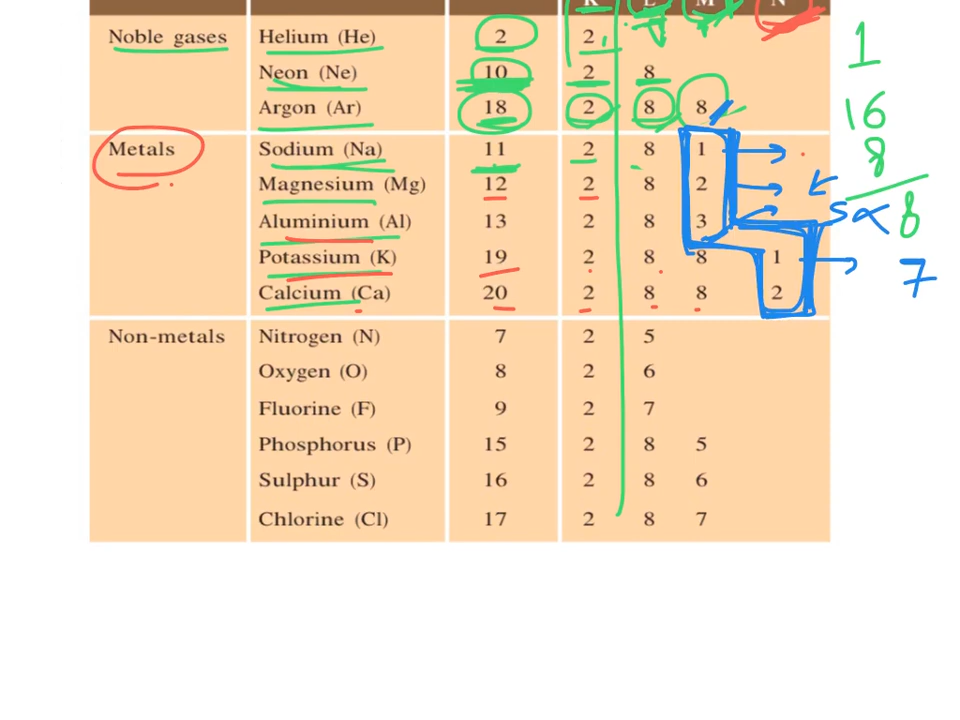 K L M N
Noble gases Helium (He) 2 2
1
Neon (Ne) 10 2 8
Argon (Ar) 18 2 8 8
16
Metals Sodium (Na) 11 2 8 1
8
Magnesium (Mg) 12 2 8 2
Aluminium (Al) 13 2 8 3
8
Potassium (K) 19 2 8 8 1
7
Calcium (Ca) 20 2 8 8 2
Non-metals Nitrogen (N) 7 2 5
Oxygen (O) 8 2 6
Fluorine (F) 9 2 7
Phosphorus (P) 15 2 8 5
Sulphur (S) 16 2 8 6
Chlorine (Cl) 17 2 8 7